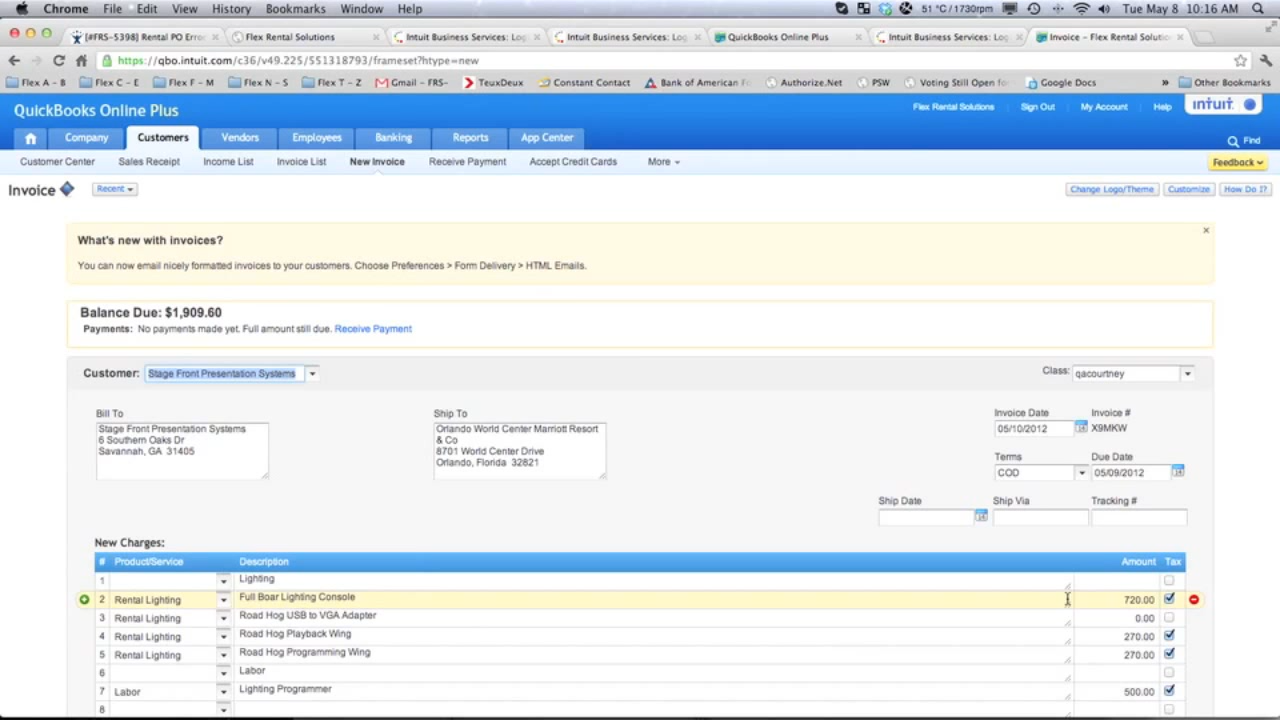 Chrome File Edit View History Bookmarks Window Help 51 °C / 1730rpm Tue May 8 10:16 AM
[#FRS-5398] Rental PO Erro Flex Rental Solutions Intuit Business Services: Log Intuit Business Services: Log QuickBooks Online Plus Intuit Business Services: Log Invoice – Flex Rental Solutio
https://qbo.intuit.com/c36/v49.225/551318793/frameset?htype=new
Flex A – B Flex C – E Flex F – M Flex N – S Flex T – Z Gmail – FRS– TeuxDeux Constant Contact Bank of American F Authorize.Net PSW Voting Still Open fo Google Docs » Other Bookmarks
QuickBooks Online Plus Flex Rental Solutions Sign Out My Account Help intuit
Company Customers Vendors Employees Banking Reports App Center Find
Customer Center Sales Receipt Income List Invoice List New Invoice Receive Payment Accept Credit Cards More Feedback
Invoice Recent Change Logo/Theme Customize How Do I?
What's new with invoices?
You can now email nicely formatted invoices to your customers. Choose Preferences > Form Delivery > HTML Emails.
Balance Due: $1,909.60
Payments: No payments made yet. Full amount still due. Receive Payment
Customer: Stage Front Presentation Systems Class: qacourtney
Bill To Ship To Invoice Date Invoice #
Stage Front Presentation Systems Orlando World Center Marriott Resort 05/10/2012 X9MKW
6 Southern Oaks Dr & Co
Savannah, GA 31405 8701 World Center Drive
Orlando, Florida 32821
Terms Due Date
COD 05/09/2012
Ship Date Ship Via Tracking #
New Charges:
# Product/Service Description Amount Tax
1 Lighting
2 Rental Lighting Full Boar Lighting Console 720.00
3 Rental Lighting Road Hog USB to VGA Adapter 0.00
4 Rental Lighting Road Hog Playback Wing 270.00
5 Rental Lighting Road Hog Programming Wing 270.00
6 Labor
7 Labor Lighting Programmer 500.00
8